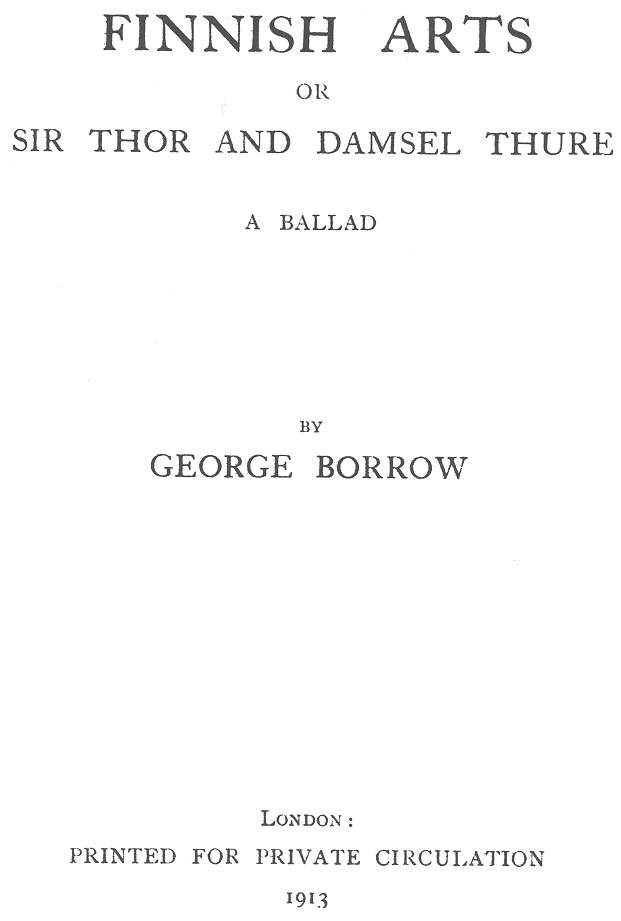 FINNISH ARTS
OR
SIR THOR AND DAMSEL THURE
A BALLAD
BY
GEORGE BORROW
LONDON:
PRINTED FOR PRIVATE CIRCULATION
1913